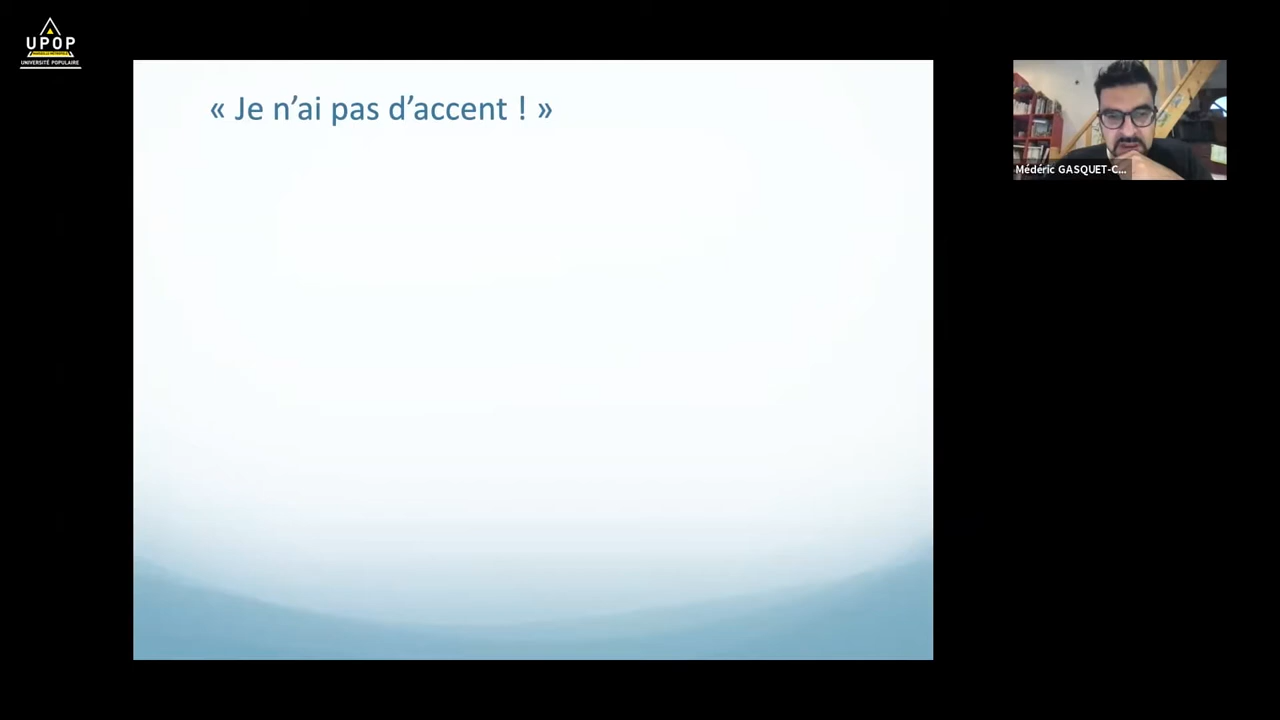 UPOP
UNIVERSITÉ POPULAIRE
« Je n’ai pas d’accent ! »
Médéric GASQUET-C...